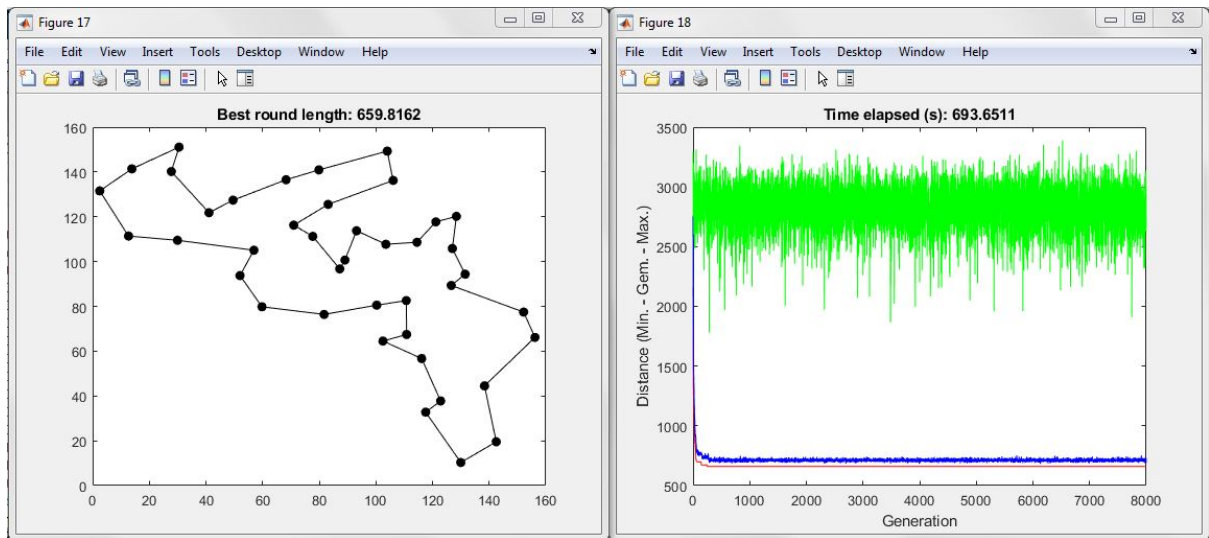 Figure 17
File Edit View Insert Tools Desktop Window Help
Best round length: 659.8162
160
140
120
100
80
60
40
20
0
0 20 40 60 80 100 120 140 160
Figure 18
File Edit View Insert Tools Desktop Window Help
Time elapsed (s): 693.6511
Distance (Min. - Gem. - Max.)
3500
3000
2500
2000
1500
1000
500
0 1000 2000 3000 4000 5000 6000 7000 8000
Generation